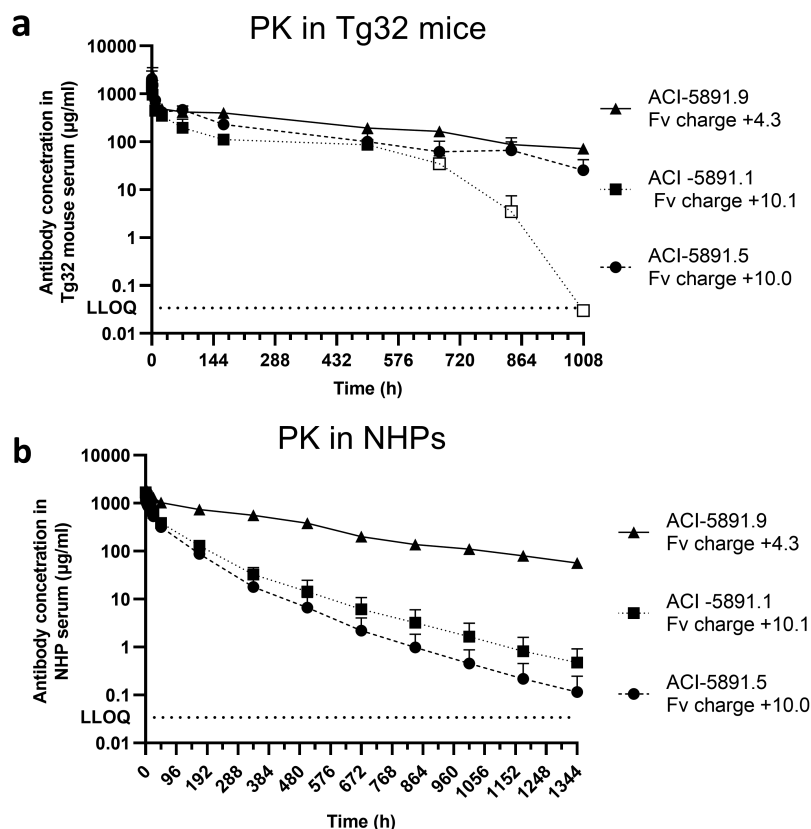 a
PK in Tg32 mice
Antibody concetration in
Tg32 mouse serum (µg/ml)
10000
1000
100
10
1
0.1
LLOQ
0.01
0 144 288 432 576 720 864 1008
Time (h)
ACI-5891.9
Fv charge +4.3
ACI -5891.1
Fv charge +10.1
ACI-5891.5
Fv charge +10.0
b
PK in NHPs
Antibody concetration in
NHP serum (µg/ml)
10000
1000
100
10
1
0.1
LLOQ
0.01
0 96 192 288 384 480 576 672 768 864 960 1056 1152 1248 1344
Time (h)
ACI-5891.9
Fv charge +4.3
ACI -5891.1
Fv charge +10.1
ACI-5891.5
Fv charge +10.0